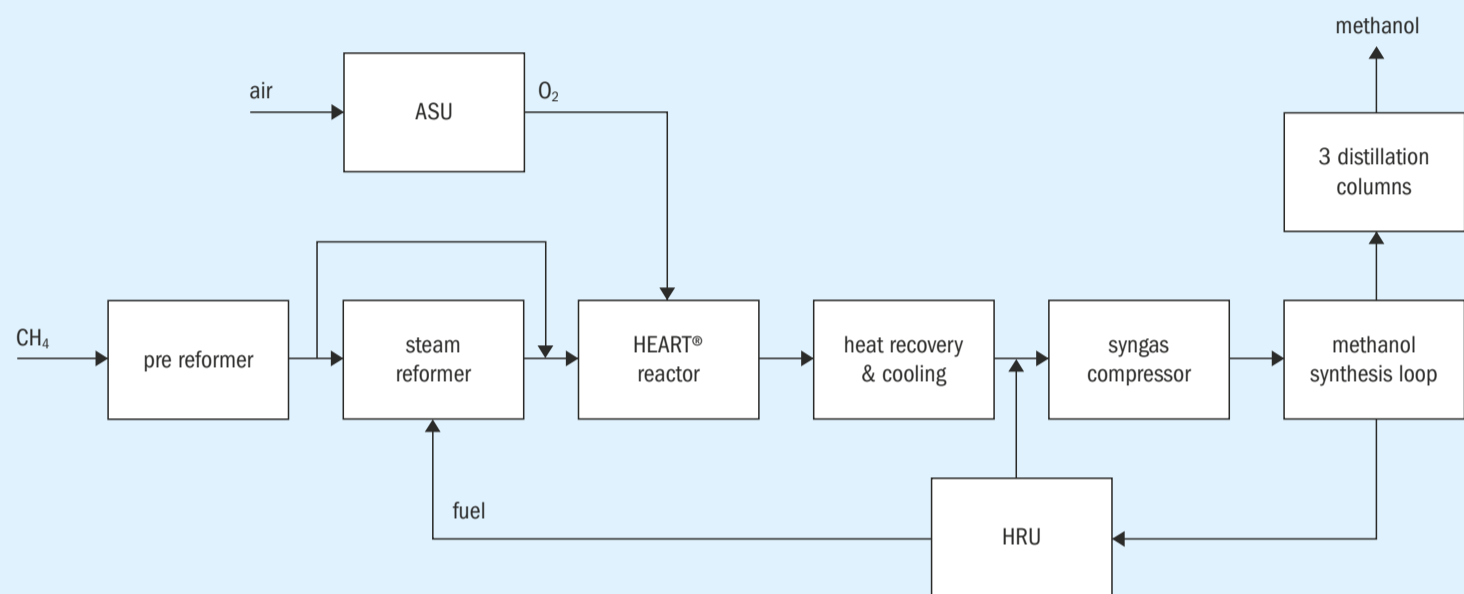 methanol
air
ASU
O₂
3 distillation
columns
CH₄
pre reformer
steam
reformer
HEART®
reactor
heat recovery
& cooling
syngas
compressor
methanol
synthesis loop
fuel
HRU